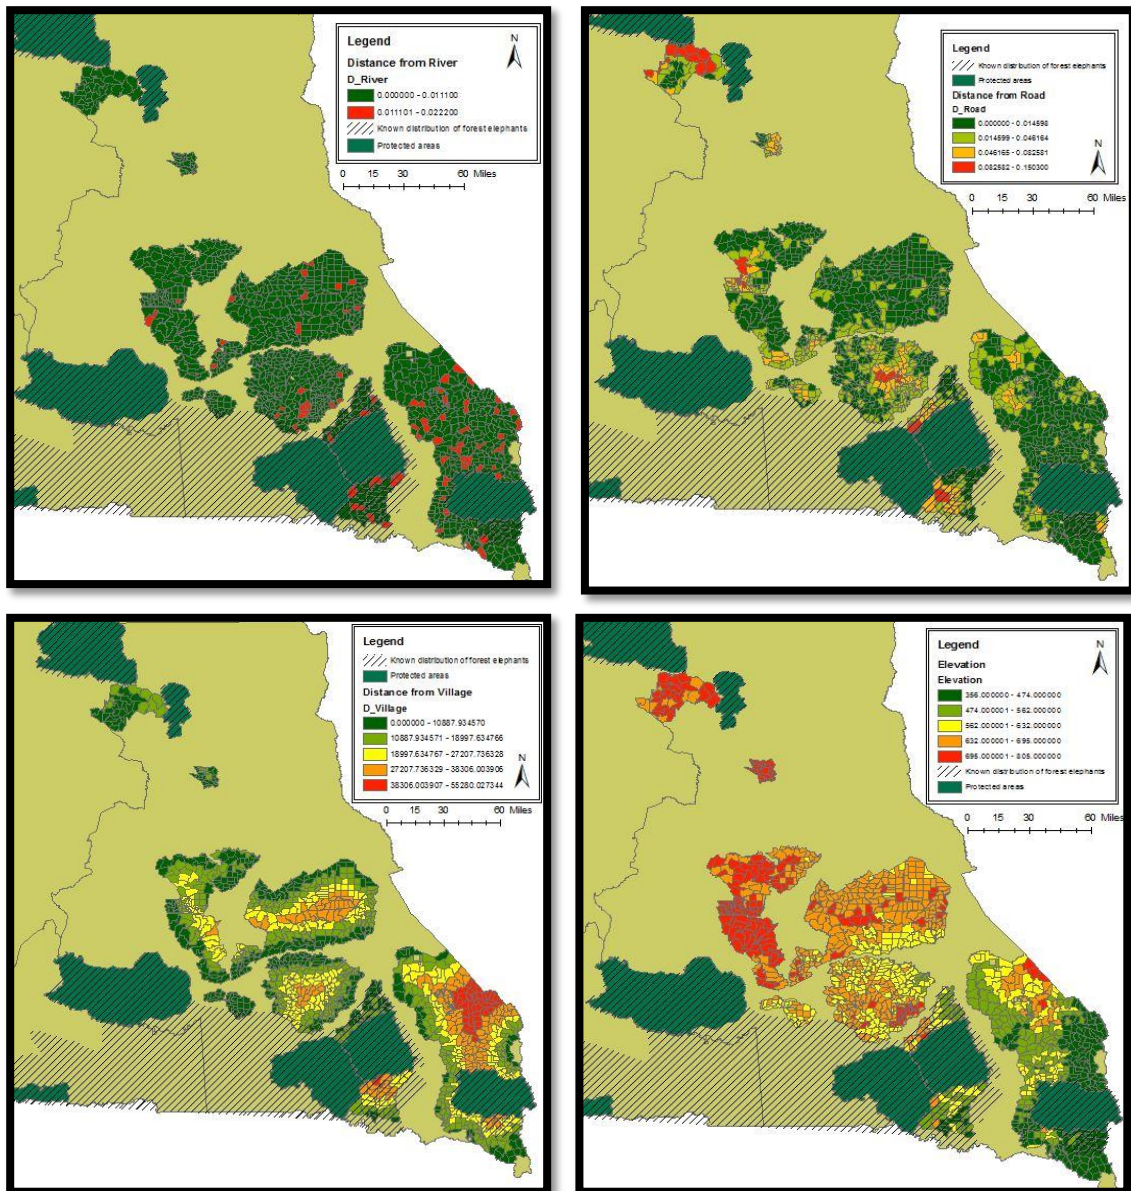 Legend
N
Distance from River
D_River
0.000000 - 0.011100
0.011101 - 0.022200
Known distribution of forest elephants
Protected areas
0 15 30 60 Miles
Legend
Known distribution of forest elephants
Protected areas
Distance from Road
D_Road
0.000000 - 0.014598
0.014599 - 0.046164
0.046165 - 0.082581
0.082582 - 0.150300
N
0 15 30 60 Miles
Legend
Known distribution of forest elephants
Protected areas
Distance from Village
D_Village
0.000000 - 10887.934570
10887.934571 - 18997.634766
18997.634767 - 27207.736328
27207.736329 - 38306.003906
38306.003907 - 55280.027344
N
0 15 30 60 Miles
Legend
N
Elevation
Elevation
356.000000 - 474.000000
474.000001 - 562.000000
562.000001 - 632.000000
632.000001 - 695.000000
695.000001 - 805.000000
Known distribution of forest elephants
Protected areas
0 15 30 60 Miles